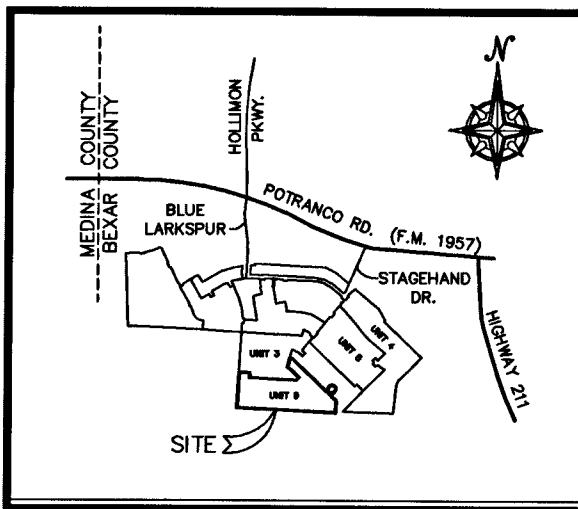 N
MEDINA COUNTY
BEXAR COUNTY
HOLLIMON
PKWY.
POTRANCO RD. (F.M. 1957)
BLUE
LARKSPUR
STAGEHAND
DR.
HIGHWAY 211
UNIT 3
UNIT 4
UNIT 9
SITE